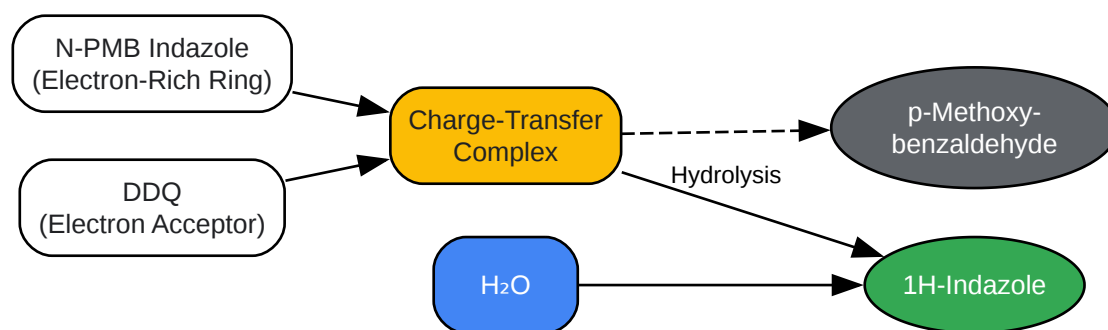 N-PMB Indazole
(Electron-Rich Ring)
DDQ
(Electron Acceptor)
Charge-Transfer
Complex
p-Methoxy-
benzaldehyde
Hydrolysis
H₂O
1H-Indazole